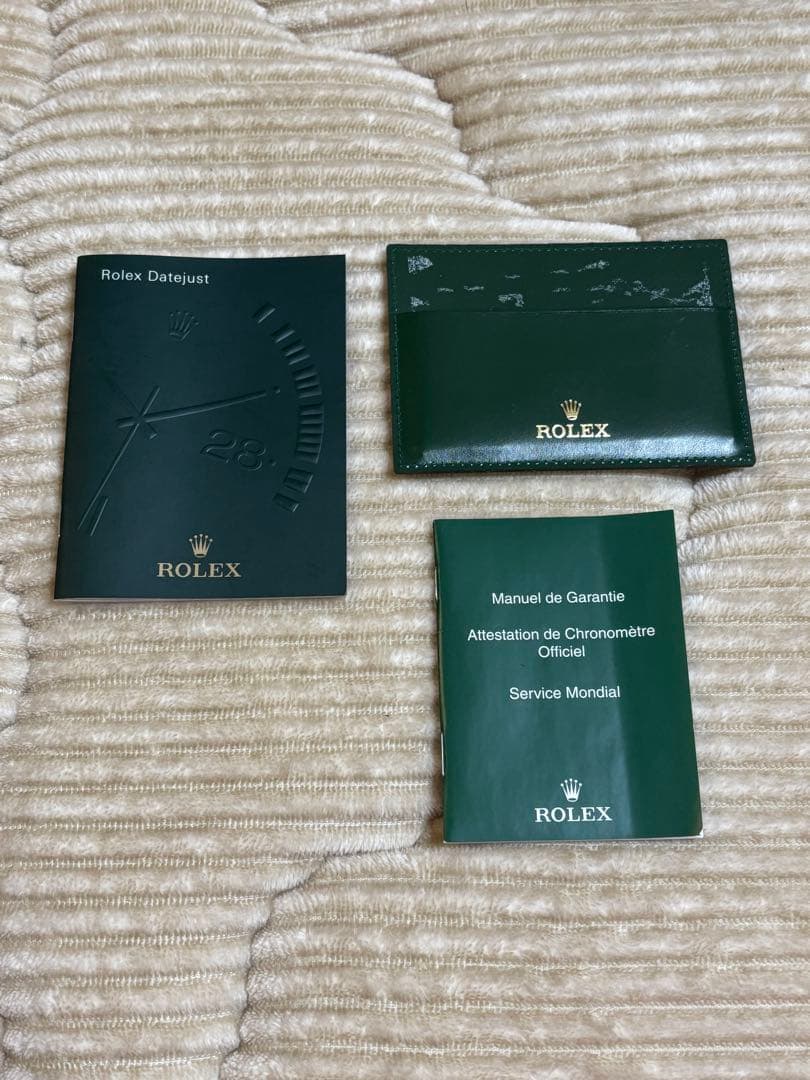 Rolex Datejust
28
ROLEX
ROLEX
Manuel de Garantie
Attestation de Chronomètre
Officiel
Service Mondial
ROLEX